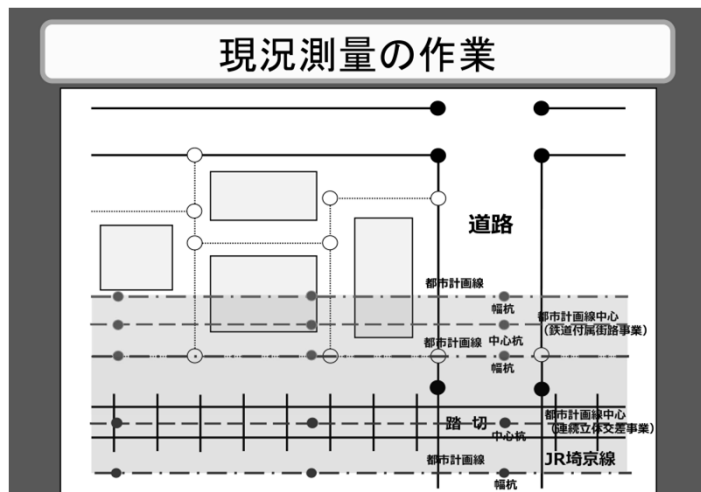 現況測量の作業
道路
都市計画線
幅杭
都市計画線中心
（鉄道付属街路事業）
都市計画線
中心杭
幅杭
都市計画線中心
（連続立体交差事業）
踏 切
中心杭
都市計画線
JR埼京線
幅杭